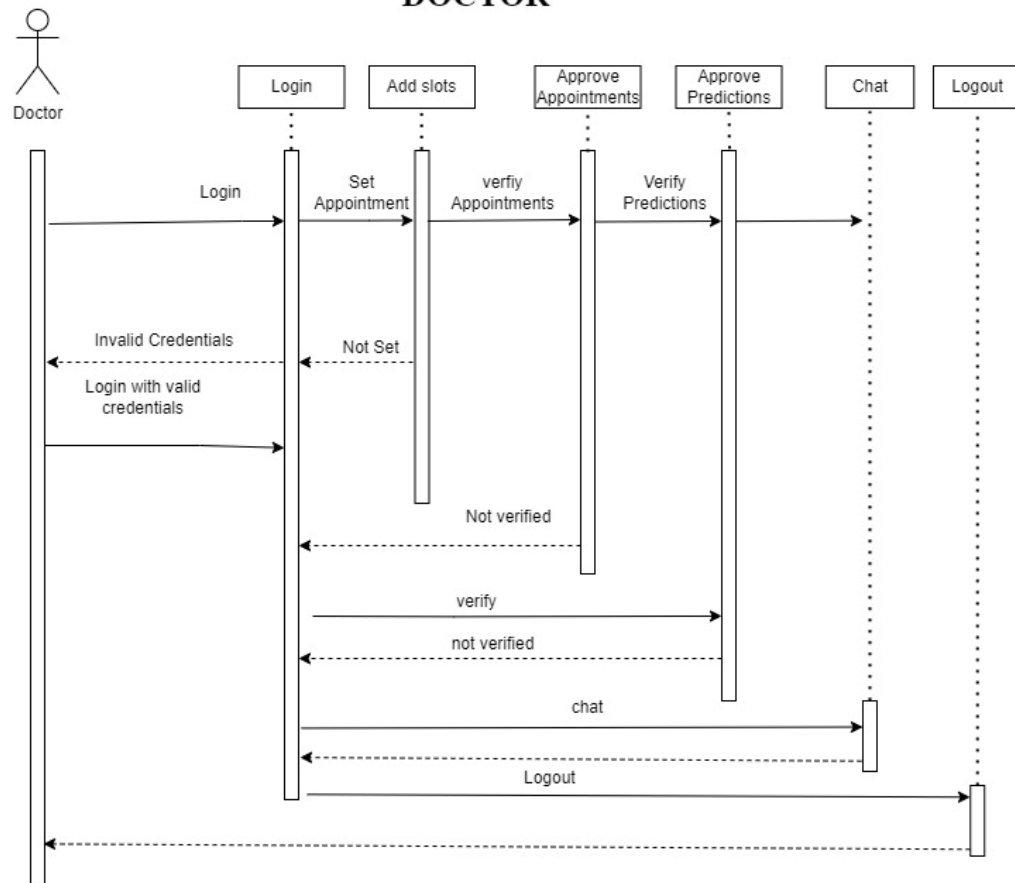 DOCTOR
Doctor
Login
Add slots
Approve
Appointments
Approve
Predictions
Chat
Logout
Login
Set
Appointment
verfiy
Appointments
Verify
Predictions
Invalid Credentials
Not Set
Login with valid
credentials
Not verified
verify
not verified
chat
Logout